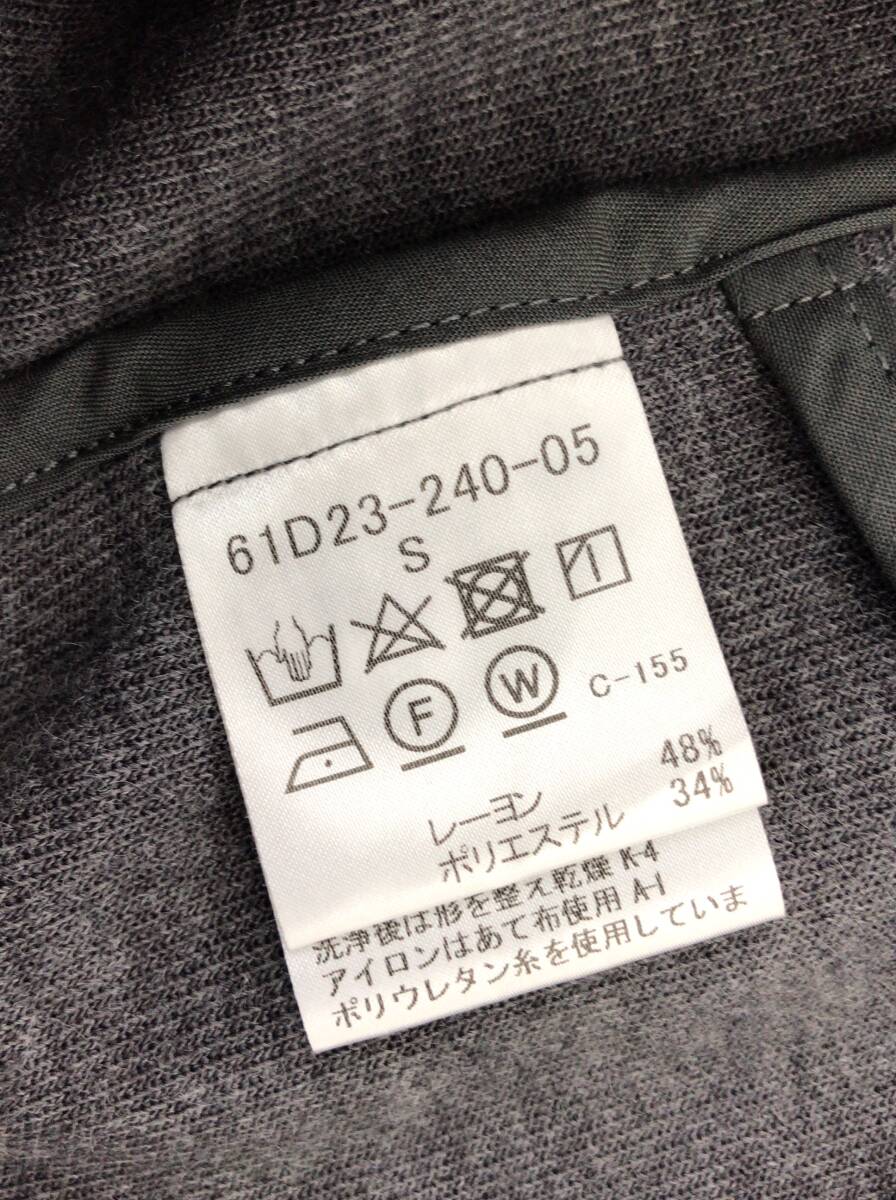 61D23-240-05
S
F W C-155
レーヨン 48%
ポリエステル 34%
洗浄後は形を整え乾燥 K-4
アイロンはあて布使用 A-1
ポリウレタン糸を使用していま